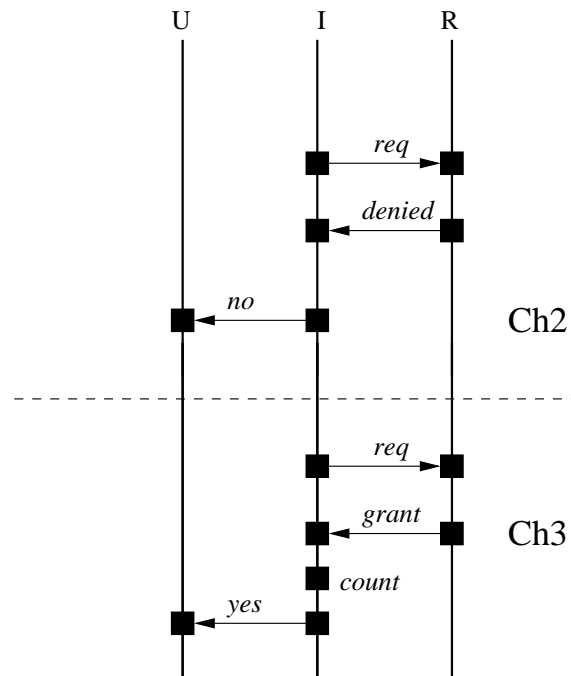 U I R
req
denied
no
Ch2
req
grant
Ch3
count
yes